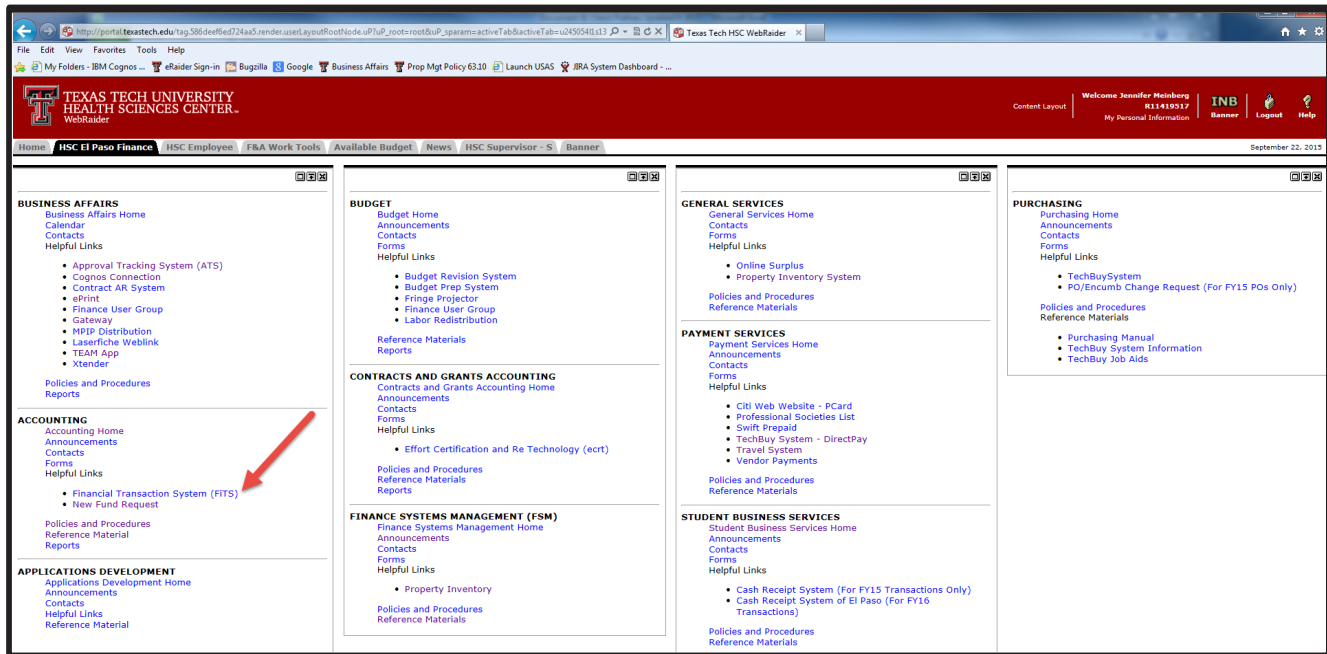 http://portal.texastech.edu/tag.586deef6ed724aa5.render.userLayoutRootNode.uP?uP_root=root&uP_sparam=activeTab&activeTab=u24505411s13
Texas Tech HSC WebRaider
File Edit View Favorites Tools Help
My Folders - IBM Cognos ... eRaider Sign-in Bugzilla Google Business Affairs Prop Mgt Policy 63.10 Launch USAS JIRA System Dashboard - ...
TEXAS TECH UNIVERSITY
HEALTH SCIENCES CENTER
WebRaider
Content Layout
Welcome Jennifer Meinberg
R11419517
My Personal Information
INB
Banner
Logout
Help
Home HSC El Paso Finance HSC Employee F&A Work Tools Available Budget News HSC Supervisor - S Banner
September 22, 2015
BUSINESS AFFAIRS
Business Affairs Home
Calendar
Contacts
Helpful Links
• Approval Tracking System (ATS)
• Cognos Connection
• Contract AR System
• ePrint
• Finance User Group
• Gateway
• MPIP Distribution
• Laserfiche Weblink
• TEAM App
• Xtender
Policies and Procedures
Reports
ACCOUNTING
Accounting Home
Announcements
Contacts
Forms
Helpful Links
• Financial Transaction System (FiTS)
• New Fund Request
Policies and Procedures
Reference Material
Reports
APPLICATIONS DEVELOPMENT
Applications Development Home
Announcements
Contacts
Helpful Links
Reference Material
BUDGET
Budget Home
Announcements
Contacts
Forms
Helpful Links
• Budget Revision System
• Budget Prep System
• Fringe Projector
• Finance User Group
• Labor Redistribution
Reference Materials
Reports
CONTRACTS AND GRANTS ACCOUNTING
Contracts and Grants Accounting Home
Announcements
Contacts
Forms
Helpful Links
• Effort Certification and Re Technology (ecrt)
Policies and Procedures
Reference Materials
Reports
FINANCE SYSTEMS MANAGEMENT (FSM)
Finance Systems Management Home
Announcements
Contacts
Forms
Helpful Links
• Property Inventory
Policies and Procedures
Reference Materials
GENERAL SERVICES
General Services Home
Contacts
Forms
Helpful Links
• Online Surplus
• Property Inventory System
Policies and Procedures
Reference Materials
PAYMENT SERVICES
Payment Services Home
Announcements
Contacts
Forms
Helpful Links
• Citi Web Website - PCard
• Professional Societies List
• Swift Prepaid
• TechBuy System - DirectPay
• Travel System
• Vendor Payments
Policies and Procedures
Reference Materials
STUDENT BUSINESS SERVICES
Student Business Services Home
Announcements
Contacts
Forms
Helpful Links
• Cash Receipt System (For FY15 Transactions Only)
• Cash Receipt System of El Paso (For FY16
Transactions)
Policies and Procedures
Reference Materials
PURCHASING
Purchasing Home
Announcements
Contacts
Forms
Helpful Links
• TechBuySystem
• PO/Encumb Change Request (For FY15 POs Only)
Policies and Procedures
Reference Materials
• Purchasing Manual
• TechBuy System Information
• TechBuy Job Aids